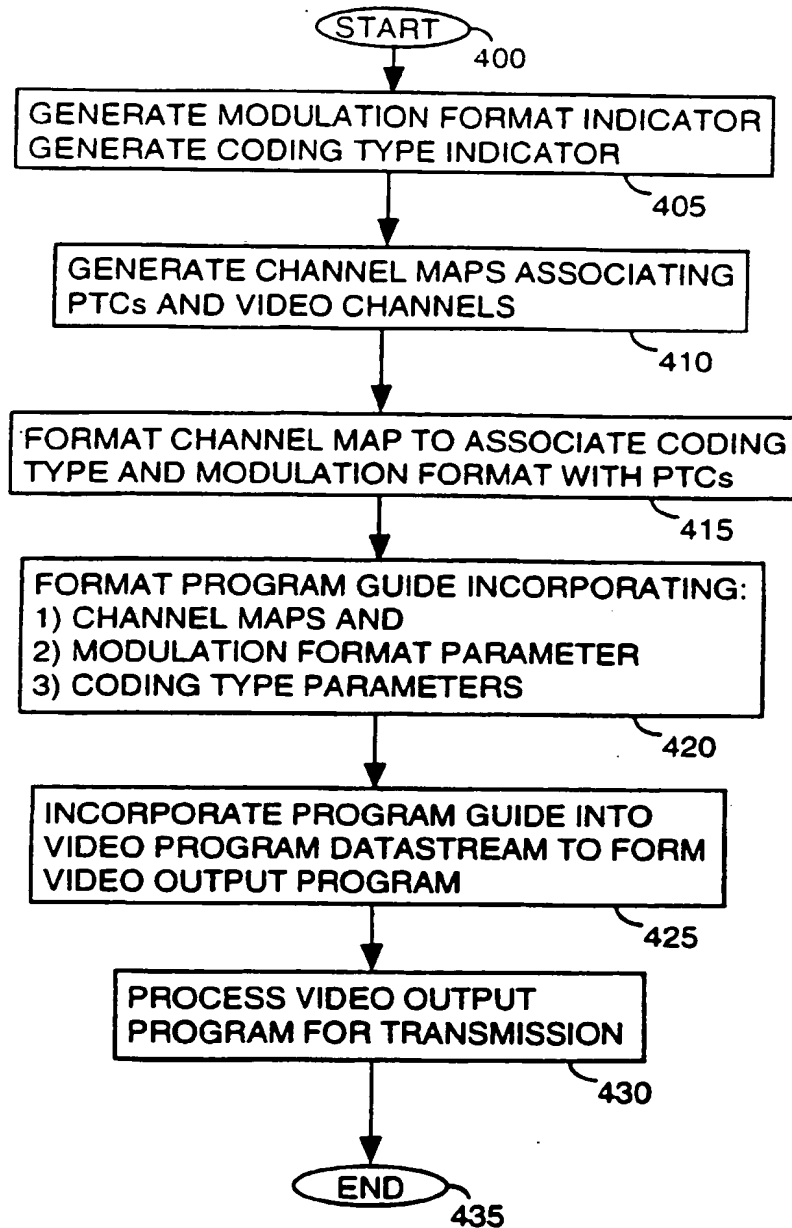 START
400
GENERATE MODULATION FORMAT INDICATOR
GENERATE CODING TYPE INDICATOR
405
GENERATE CHANNEL MAPS ASSOCIATING
PTCs AND VIDEO CHANNELS
410
FORMAT CHANNEL MAP TO ASSOCIATE CODING
TYPE AND MODULATION FORMAT WITH PTCs
415
FORMAT PROGRAM GUIDE INCORPORATING:
1) CHANNEL MAPS AND
2) MODULATION FORMAT PARAMETER
3) CODING TYPE PARAMETERS
420
INCORPORATE PROGRAM GUIDE INTO
VIDEO PROGRAM DATASTREAM TO FORM
VIDEO OUTPUT PROGRAM
425
PROCESS VIDEO OUTPUT
PROGRAM FOR TRANSMISSION
430
END
435